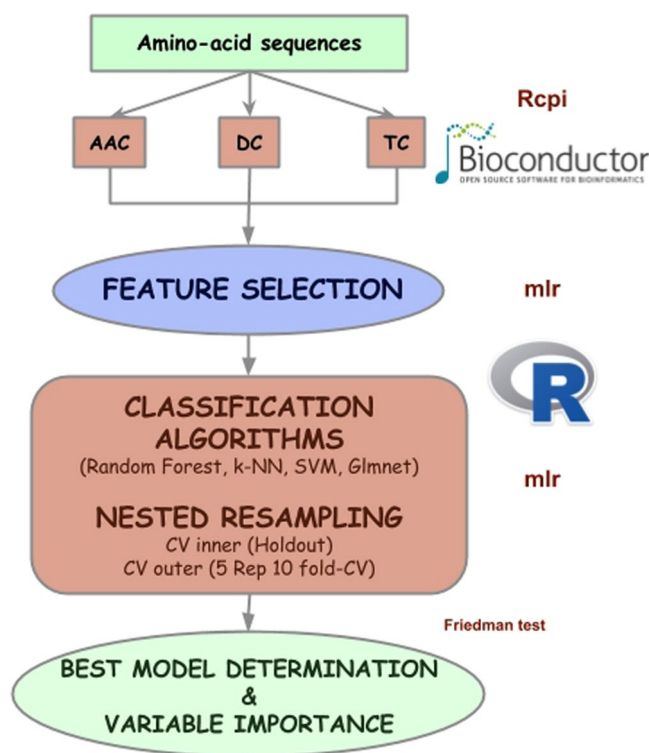 Amino-acid sequences
Rcpi
AAC
DC
TC
Bioconductor
OPEN SOURCE SOFTWARE FOR BIOINFORMATICS
FEATURE SELECTION
mlr
R
CLASSIFICATION
ALGORITHMS
(Random Forest, k-NN, SVM, Glmnet)
mlr
NESTED RESAMPLING
CV inner (Holdout)
CV outer (5 Rep 10 fold-CV)
Friedman test
BEST MODEL DETERMINATION
&
VARIABLE IMPORTANCE